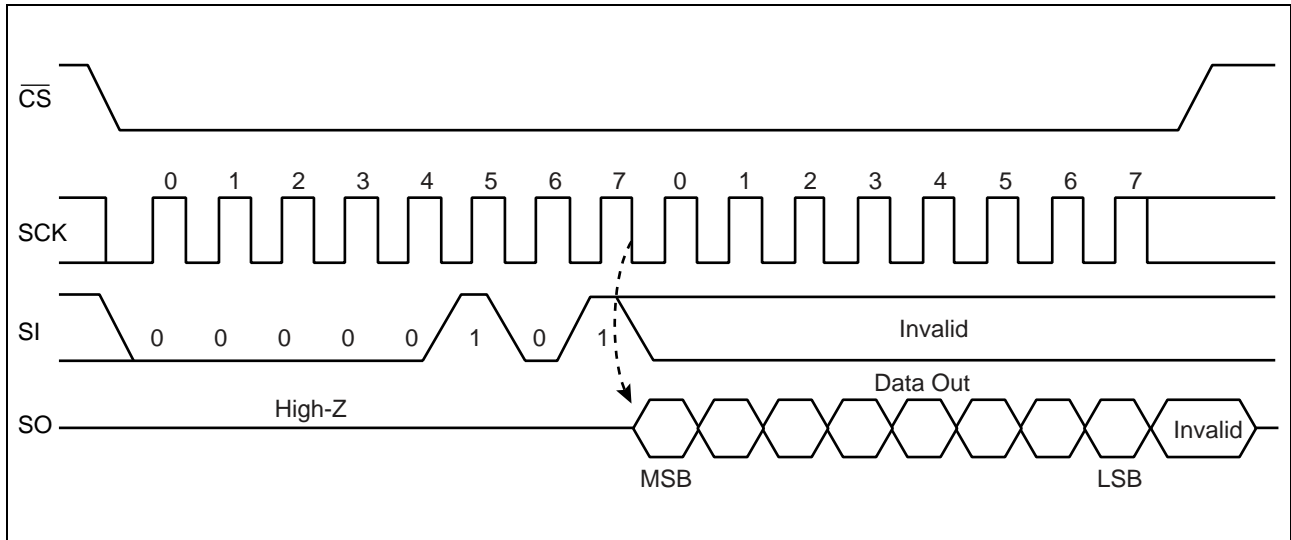 C̅S̅
0 1 2 3 4 5 6 7 0 1 2 3 4 5 6 7
SCK
SI 0 0 0 0 0 1 0 1 Invalid
Data Out
High-Z
SO Invalid
MSB LSB